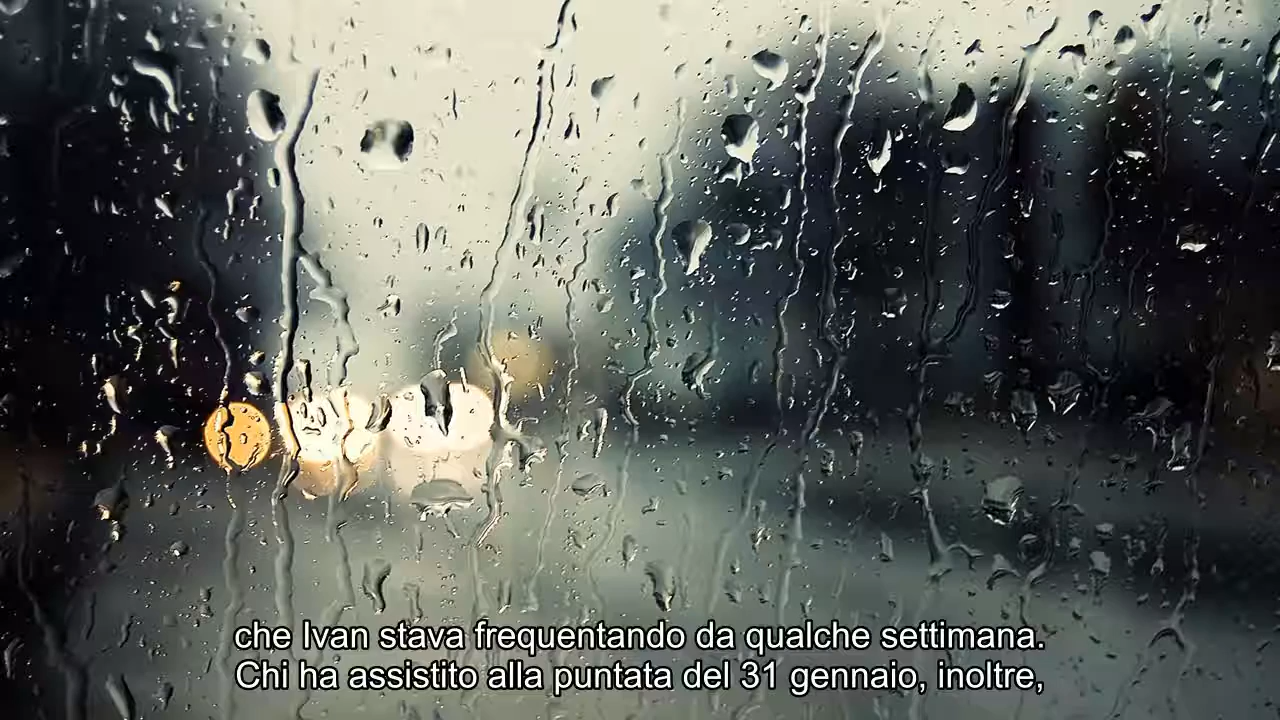 che Ivan stava frequentando da qualche settimana.
Chi ha assistito alla puntata del 31 gennaio, inoltre,